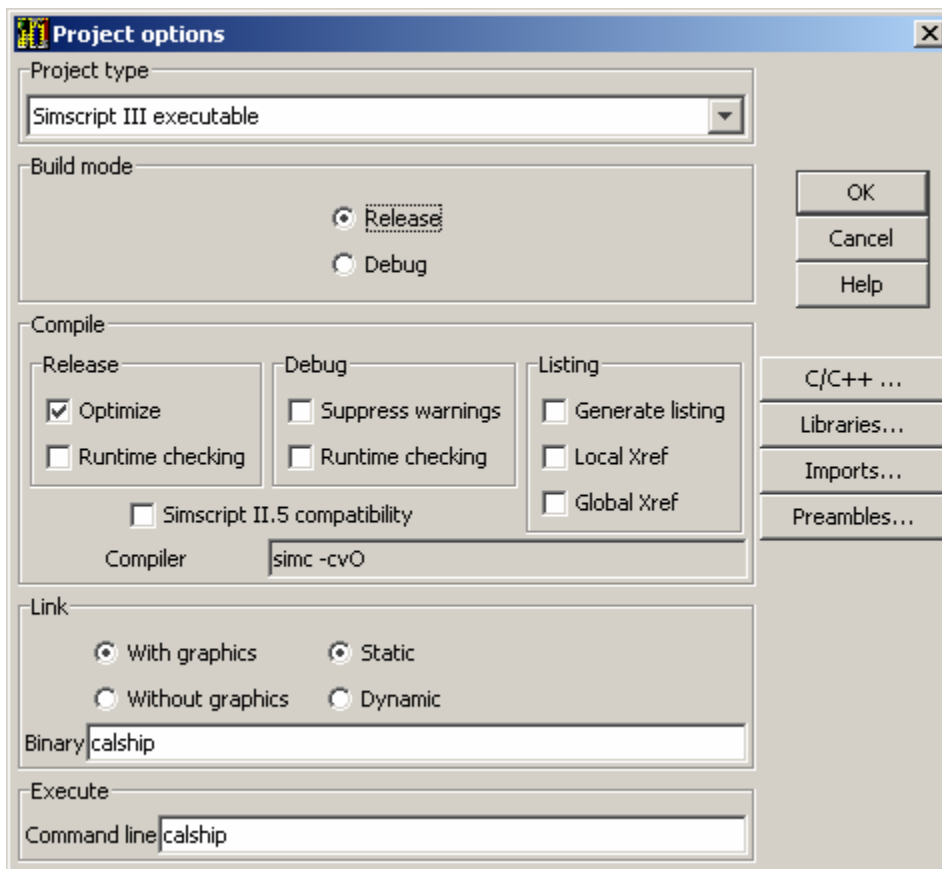 Project options
Project type
Simscript III executable
Build mode
Release
Debug
OK
Cancel
Help
Compile
Release
Optimize
Runtime checking
Debug
Suppress warnings
Runtime checking
Listing
Generate listing
Local Xref
Global Xref
Simscript II.5 compatibility
Compiler simc -cvO
C/C++ ...
Libraries...
Imports...
Preambles...
Link
With graphics
Static
Without graphics
Dynamic
Binary calship
Execute
Command line calship